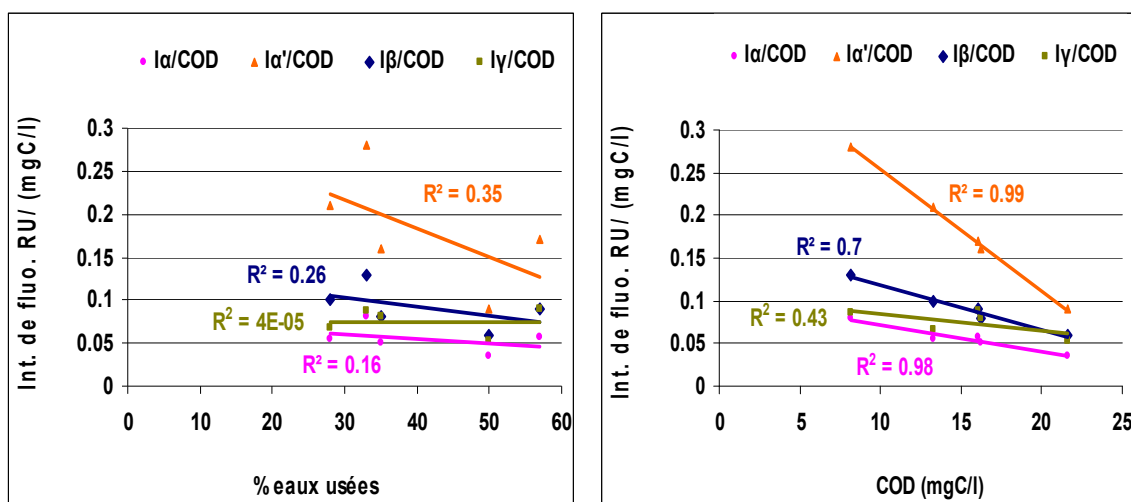 Iα/COD Iα'/COD Iβ/COD Iγ/COD
Int. de fluo. RU/ (mgC/l)
0.3
0.25
0.2
0.15
0.1
0.05
0
R² = 0.35
R² = 0.26
R² = 4E-05
R² = 0.16
0 10 20 30 40 50 60
% eaux usées
Iα/COD Iα'/COD Iβ/COD Iγ/COD
Int. de fluo. RU/ (mgC/l)
0.3
0.25
0.2
0.15
0.1
0.05
0
R² = 0.99
R² = 0.7
R² = 0.43
R² = 0.98
0 5 10 15 20 25
COD (mgC/l)